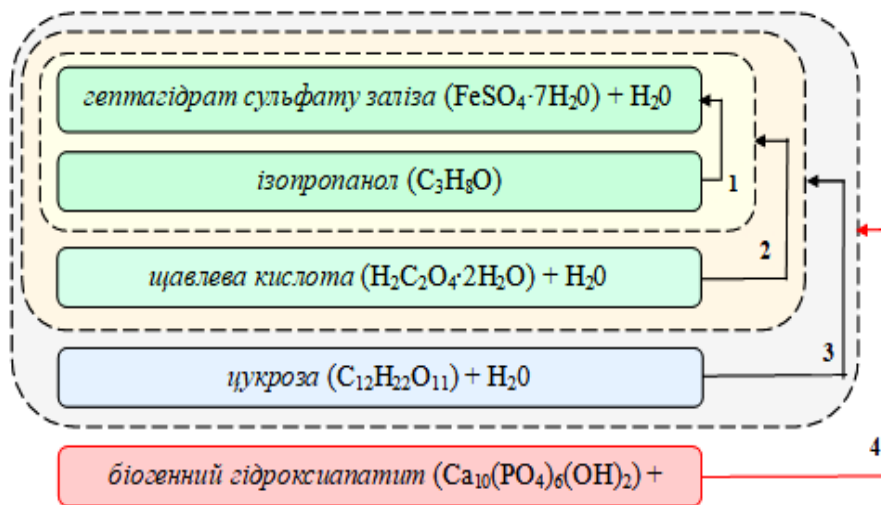 гептагідрат сульфату заліза (FeSO₄·7H₂0) + H₂0
ізопропанол (C₃H₈O)
1
щавлева кислота (H₂C₂O₄·2H₂O) + H₂0
2
цукроза (C₁₂H₂₂O₁₁) + H₂0
3
біогенний гідроксиапатит (Ca₁₀(PO₄)₆(OH)₂) +
4